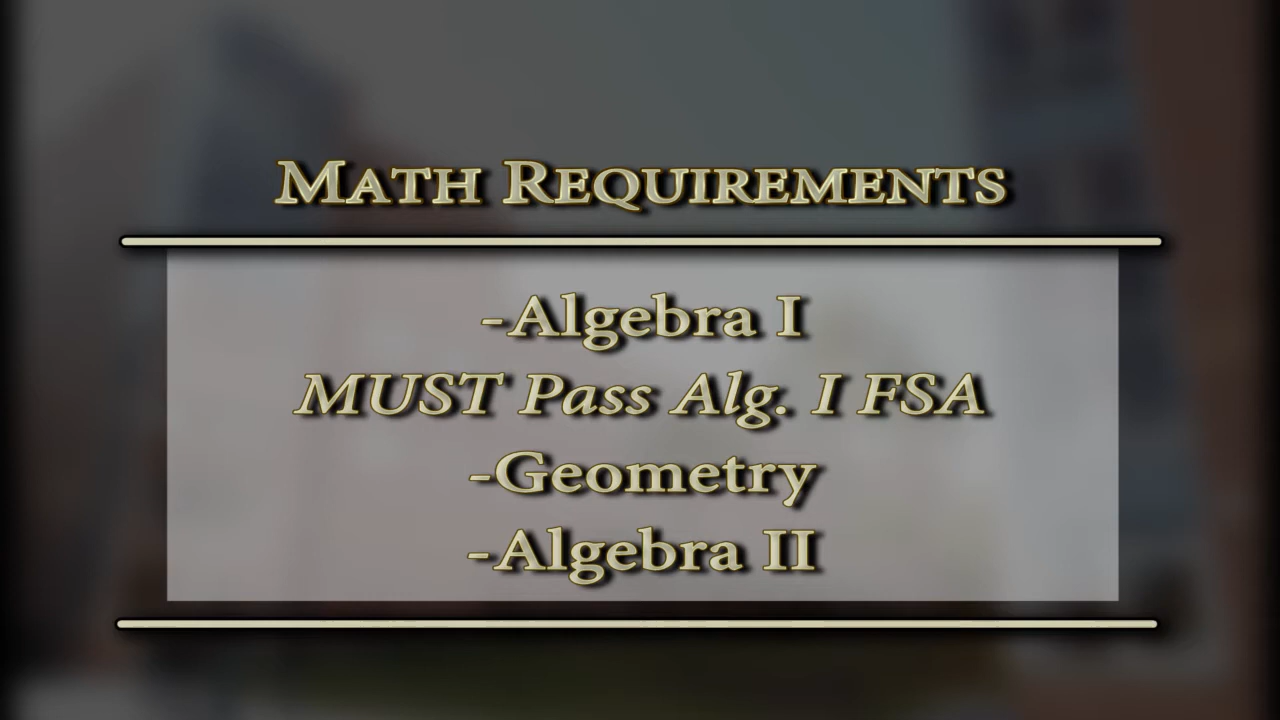 Math Requirements
-Algebra I
MUST Pass Alg. I FSA
-Geometry
-Algebra II